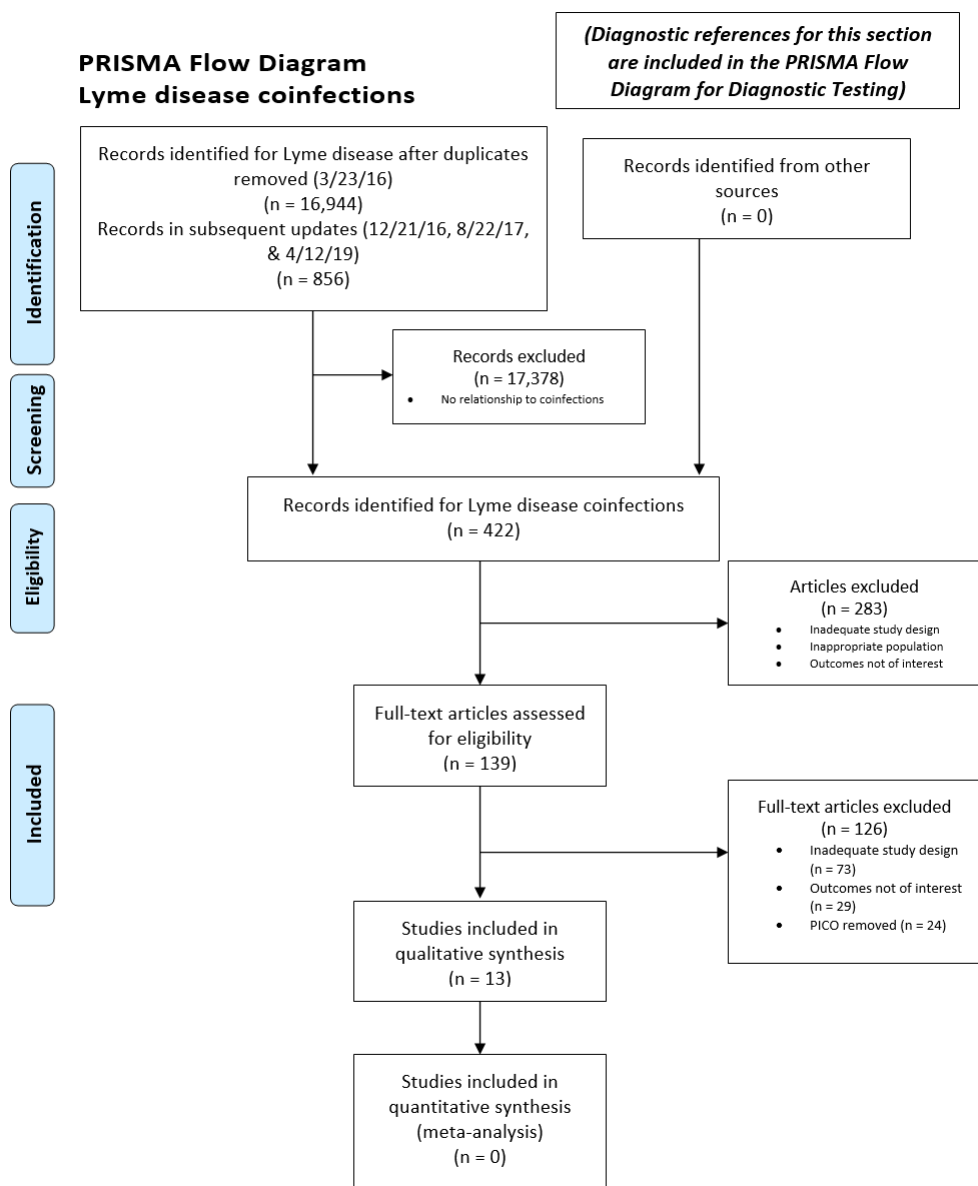 PRISMA Flow Diagram
Lyme disease coinfections
(Diagnostic references for this section
are included in the PRISMA Flow
Diagram for Diagnostic Testing)
Identification
Records identified for Lyme disease after duplicates
removed (3/23/16)
(n = 16,944)
Records in subsequent updates (12/21/16, 8/22/17,
& 4/12/19)
(n = 856)
Records identified from other
sources
(n = 0)
Screening
Records excluded
(n = 17,378)
• No relationship to coinfections
Eligibility
Records identified for Lyme disease coinfections
(n = 422)
Articles excluded
(n = 283)
• Inadequate study design
• Inappropriate population
• Outcomes not of interest
Included
Full-text articles assessed
for eligibility
(n = 139)
Full-text articles excluded
(n = 126)
• Inadequate study design
(n = 73)
• Outcomes not of interest
(n = 29)
• PICO removed (n = 24)
Studies included in
qualitative synthesis
(n = 13)
Studies included in
quantitative synthesis
(meta-analysis)
(n = 0)